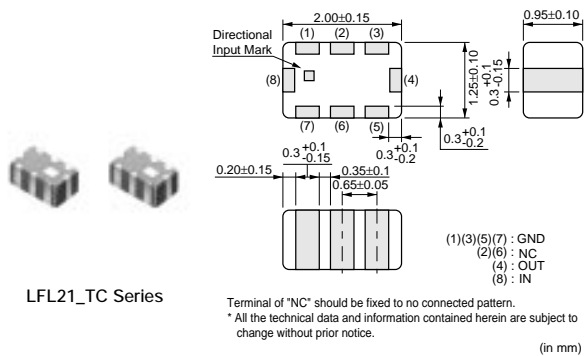 2.00±0.15
0.95±0.10
Directional
Input Mark
(1) (2) (3)
(8)
(4)
(7) (6) (5)
1.25±0.10
0.3 +0.1 -0.15
0.3 +0.1 -0.2
0.3 +0.1 -0.15
0.3 +0.1 -0.2
0.20±0.15
0.35±0.1
0.65±0.05
(1)(3)(5)(7) : GND
(2)(6) : NC
(4) : OUT
(8) : IN
LFL21_TC Series
Terminal of "NC" should be fixed to no connected pattern.
* All the technical data and information contained herein are subject to
change without prior notice.
(in mm)